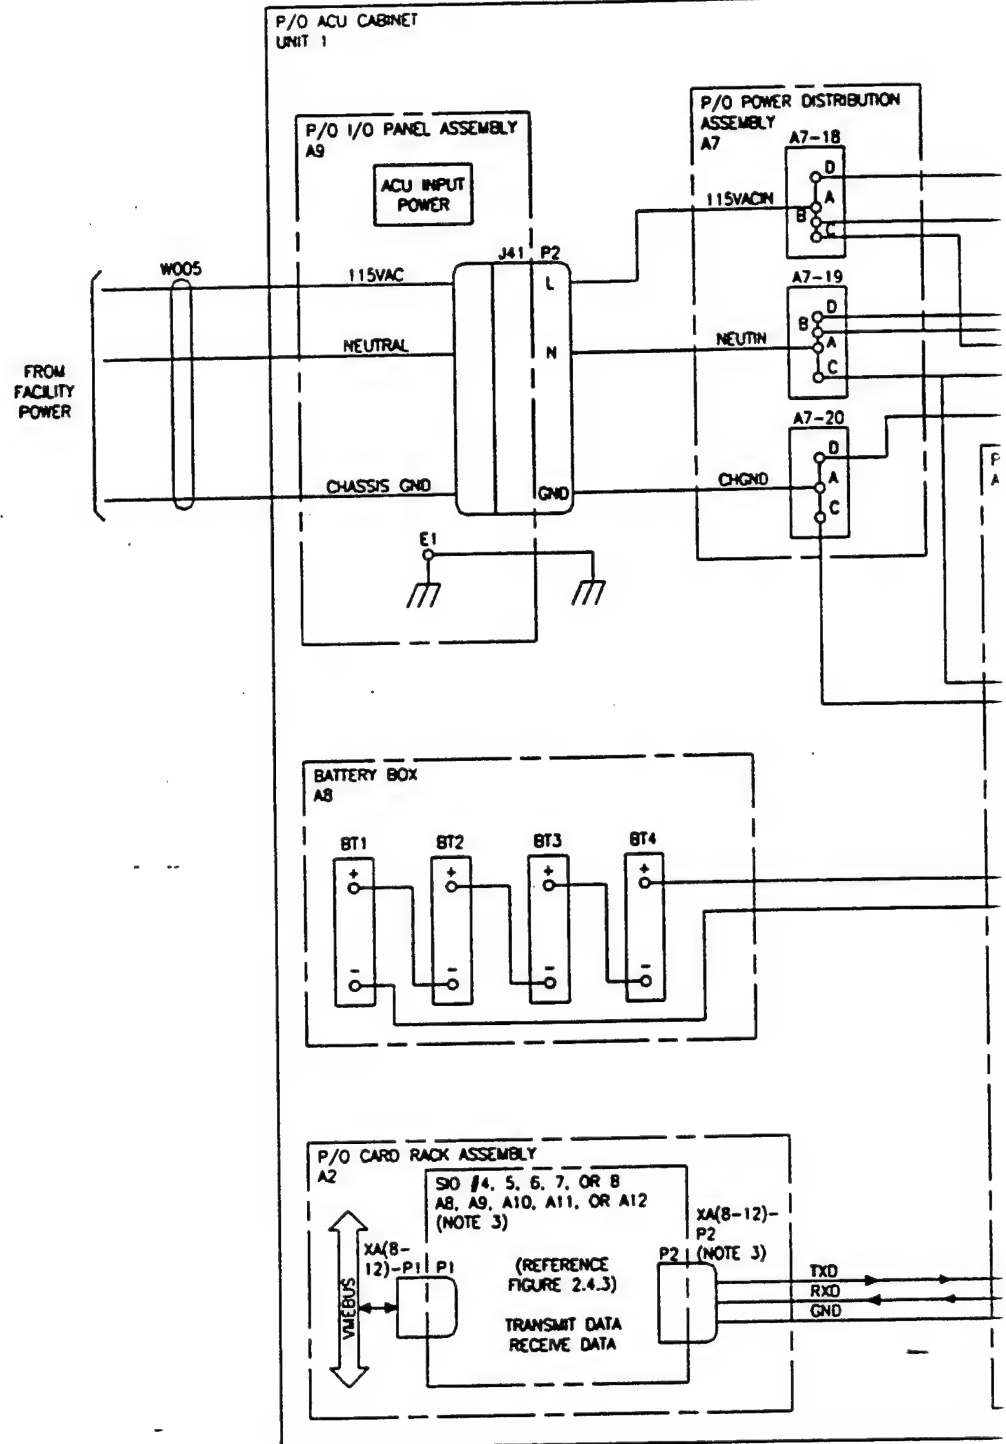 P/O ACU CABINET
UNIT 1
P/O I/O PANEL ASSEMBLY
A9
ACU INPUT
POWER
P/O POWER DISTRIBUTION
ASSEMBLY
A7
A7-18
D
A
B
C
115VACIN
W005
115VAC
J41 P2
L
A7-19
D
B
A
C
NEUTRAL
N
NEUTIN
FROM
FACILITY
POWER
A7-20
D
A
C
CHASSIS GND
GND
CHGND
P
A
E1
BATTERY BOX
A8
BT1
BT2
BT3
BT4
+
+
+
+
-
-
-
-
P/O CARD RACK ASSEMBLY
A2
SIO #4, 5, 6, 7, OR 8
A8, A9, A10, A11, OR A12
(NOTE 3)
XA(8-
12)-P1 P1
VMEBUS
(REFERENCE
FIGURE 2.4.3)
TRANSMIT DATA
RECEIVE DATA
XA(8-12)-
P2
P2 (NOTE 3)
TXD
RXD
GND